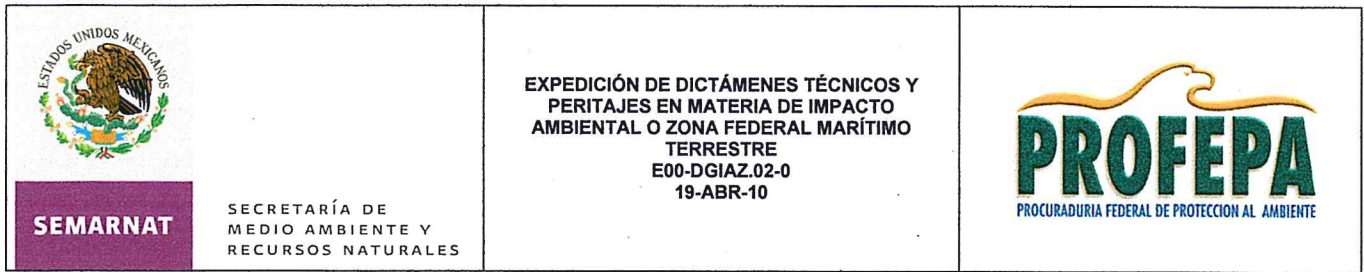 ESTADOS UNIDOS MEXICANOS
SEMARNAT
SECRETARÍA DE
MEDIO AMBIENTE Y
RECURSOS NATURALES
EXPEDICIÓN DE DICTÁMENES TÉCNICOS Y
PERITAJES EN MATERIA DE IMPACTO
AMBIENTAL O ZONA FEDERAL MARÍTIMO
TERRESTRE
E00-DGIAZ.02-0
19-ABR-10
PROFEPA
PROCURADURIA FEDERAL DE PROTECCION AL AMBIENTE